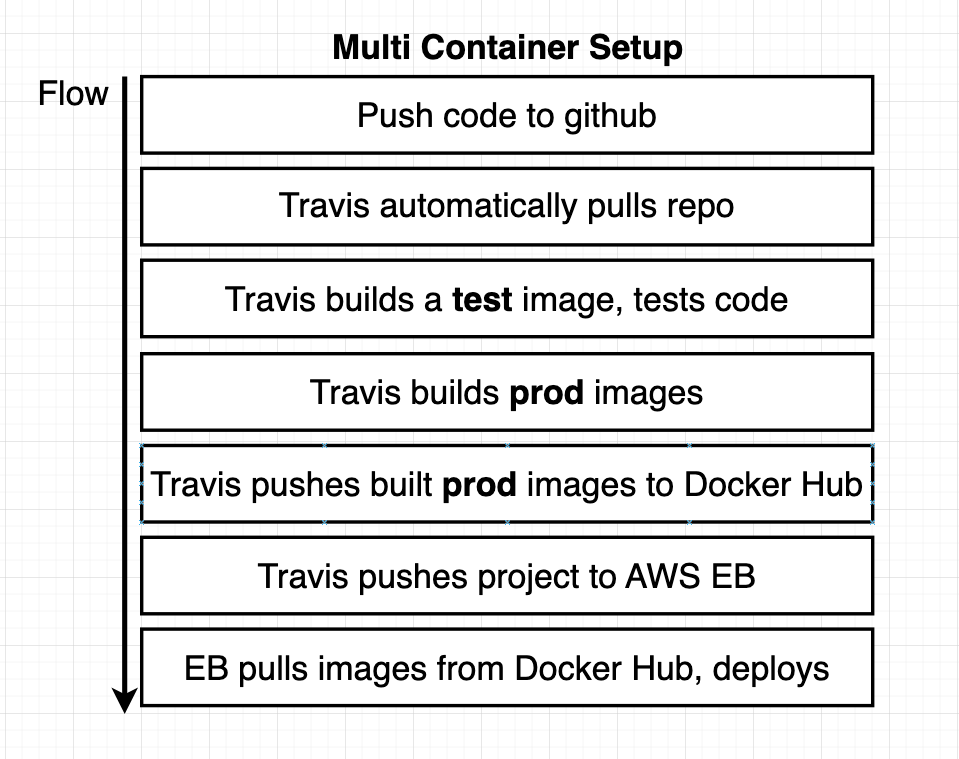 Multi Container Setup
Flow
Push code to github
Travis automatically pulls repo
Travis builds a test image, tests code
Travis builds prod images
Travis pushes built prod images to Docker Hub
Travis pushes project to AWS EB
EB pulls images from Docker Hub, deploys